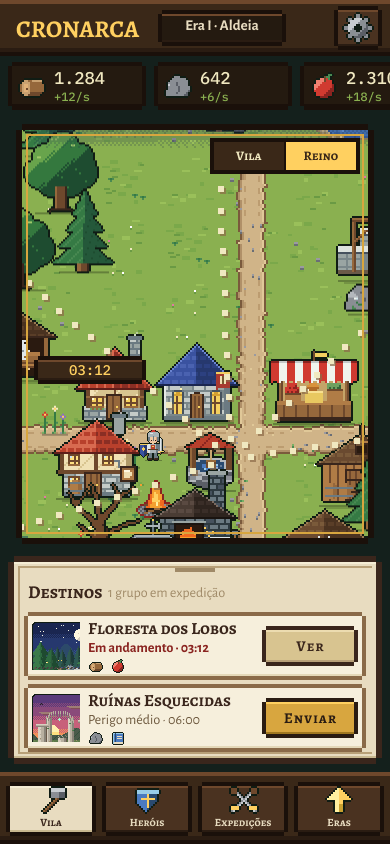 CRONARCA
Era I · Aldeia
1.284
+12/s
642
+6/s
2.310
+18/s
Vila
Reino
03:12
Destinos 1 grupo em expedição
Floresta dos Lobos
Em andamento · 03:12
Ver
Ruínas Esquecidas
Perigo médio · 06:00
Enviar
Vila
Heróis
Expedições
Eras